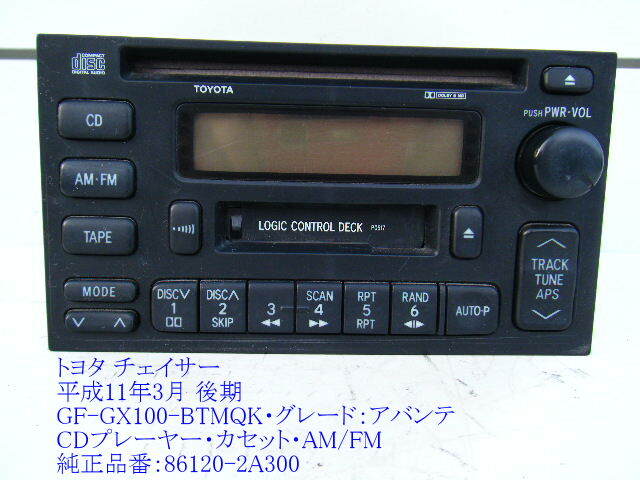 COMPACT
disc
DIGITAL AUDIO
TOYOTA
DOLBY B NR
PUSH PWR-VOL
CD
AM·FM
TAPE
LOGIC CONTROL DECK P3917
MODE
DISC∨ DISC∧ SCAN RPT RAND
1 2 3 4 5 6
SKIP ◀◀ ▶▶ RPT
AUTO·P
TRACK
TUNE
APS
トヨタ チェイサー
平成11年3月 後期
GF-GX100-BTMQK・グレード：アバンテ
CDプレーヤー・カセット・AM/FM
純正品番：86120-2A300